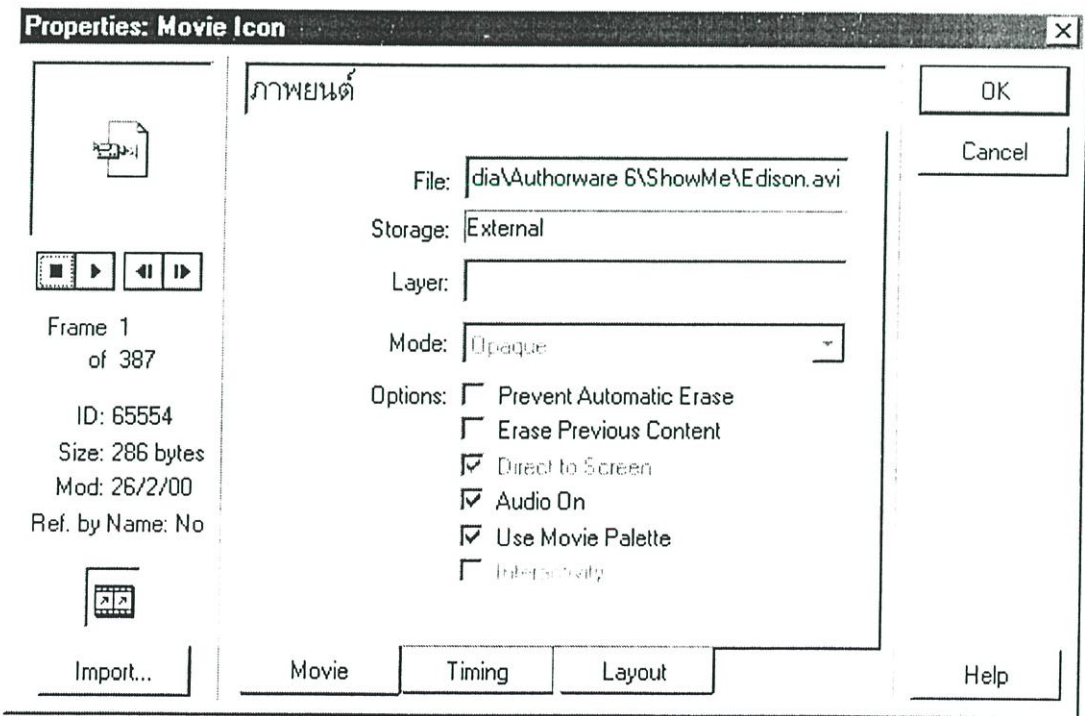 Properties: Movie Icon
ภาพยนต์
OK
Cancel
File: dia\Authorware 6\ShowMe\Edison.avi
Storage: External
Layer:
Mode: Opaque
Options: Prevent Automatic Erase
Erase Previous Content
Direct to Screen
Audio On
Use Movie Palette
Interactivity
Frame 1
of 387
ID: 65554
Size: 286 bytes
Mod: 26/2/00
Ref. by Name: No
Import...
Movie
Timing
Layout
Help